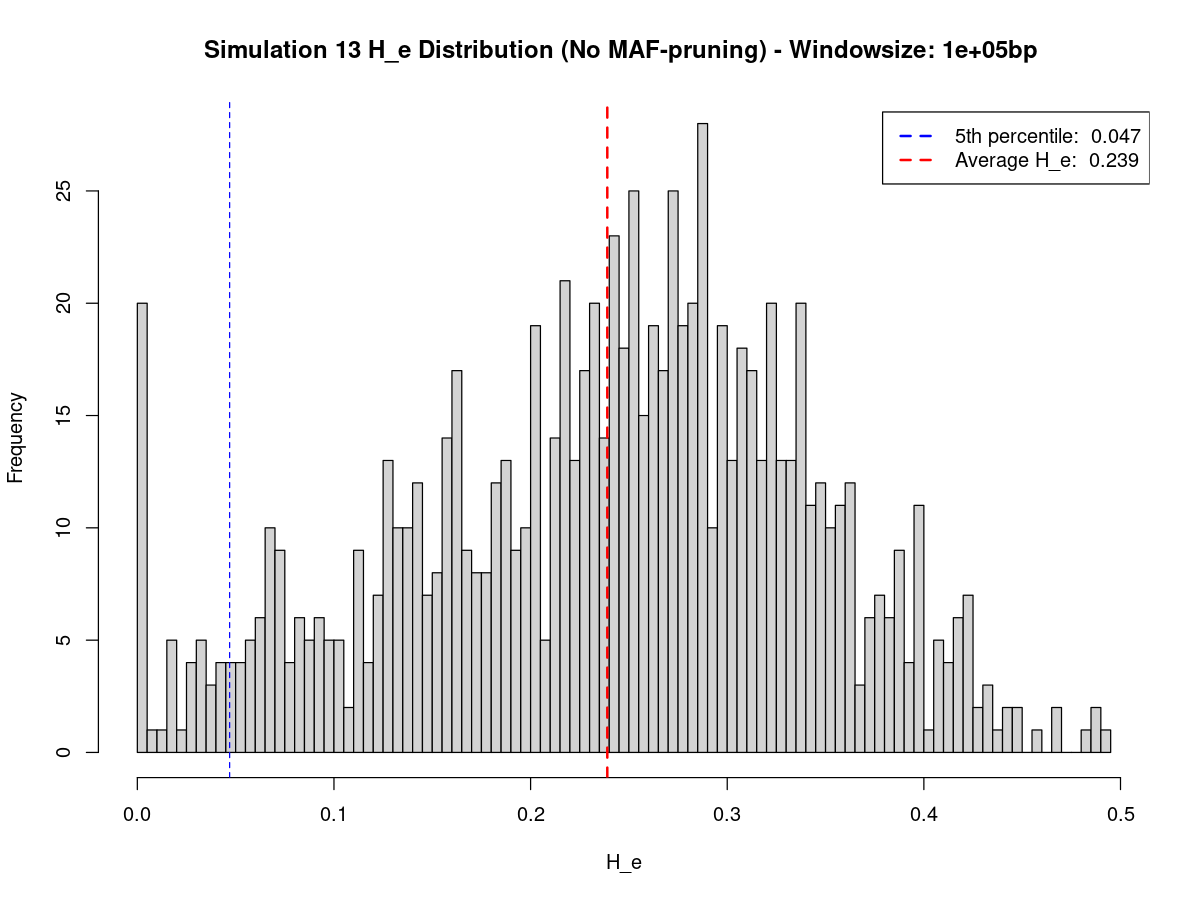 Simulation 13 H_e Distribution (No MAF-pruning) - Windowsize: 1e+05bp
5th percentile:  0.047
Average H_e:  0.239
Frequency
25
20
15
10
5
0
0.0 0.1 0.2 0.3 0.4 0.5
H_e